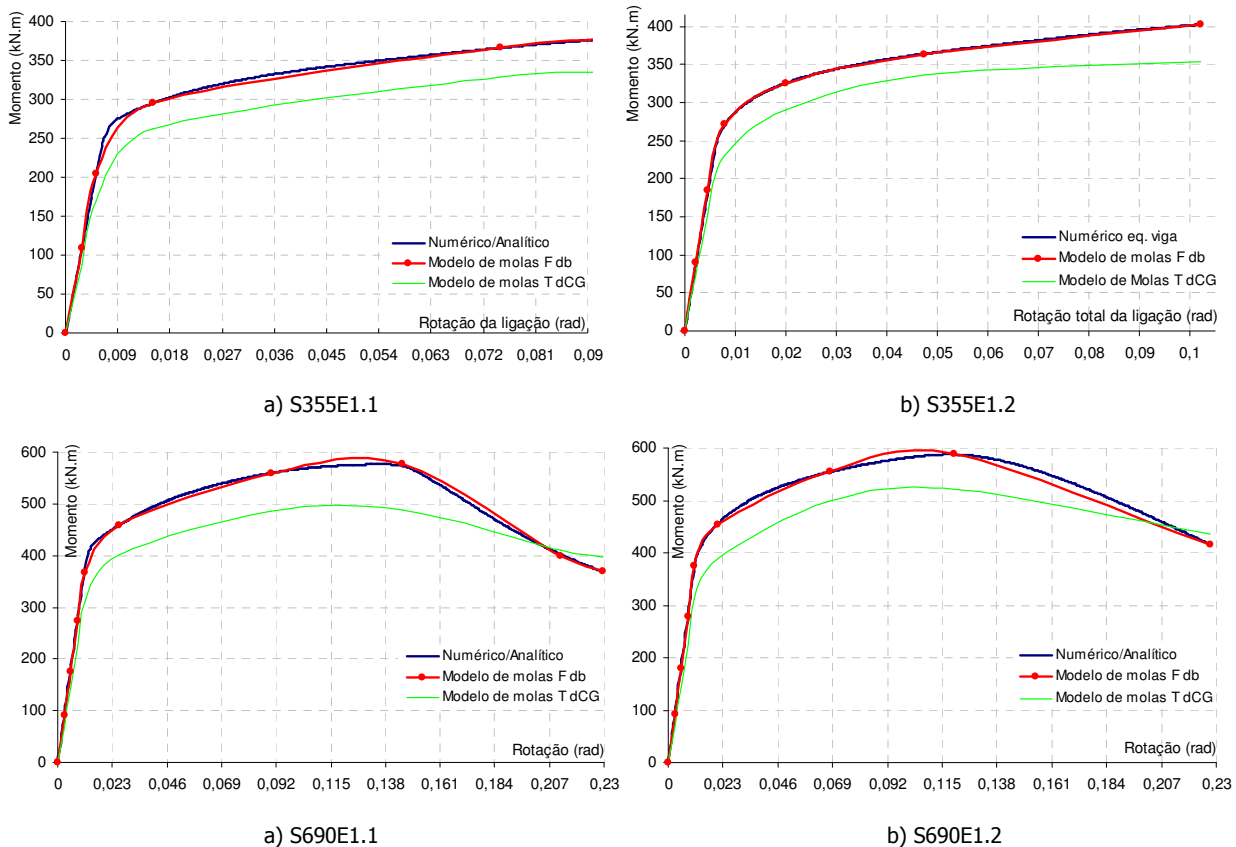 Momento (kN.m)
400
350
300
250
200
150
100
50
0
Numérico/Analítico
Modelo de molas F db
Modelo de molas T dCG
Rotação da ligação (rad)
0 0,009 0,018 0,027 0,036 0,045 0,054 0,063 0,072 0,081 0,09
a) S355E1.1
Momento (kN.m)
400
350
300
250
200
150
100
50
0
Numérico eq. viga
Modelo de molas F db
Modelo de Molas T dCG
Rotação total da ligação (rad)
0 0,01 0,02 0,03 0,04 0,05 0,06 0,07 0,08 0,09 0,1
b) S355E1.2
Momento (kN.m)
600
500
400
300
200
100
0
Numérico/Analítico
Modelo de molas F db
Modelo de molas T dCG
Rotação (rad)
0 0,023 0,046 0,069 0,092 0,115 0,138 0,161 0,184 0,207 0,23
a) S690E1.1
Momento (kN.m)
600
500
400
300
200
100
0
Numérico/Analítico
Modelo de molas F db
Modelo de molas T dCG
Rotação (rad)
0 0,023 0,046 0,069 0,092 0,115 0,138 0,161 0,184 0,207 0,23
b) S690E1.2